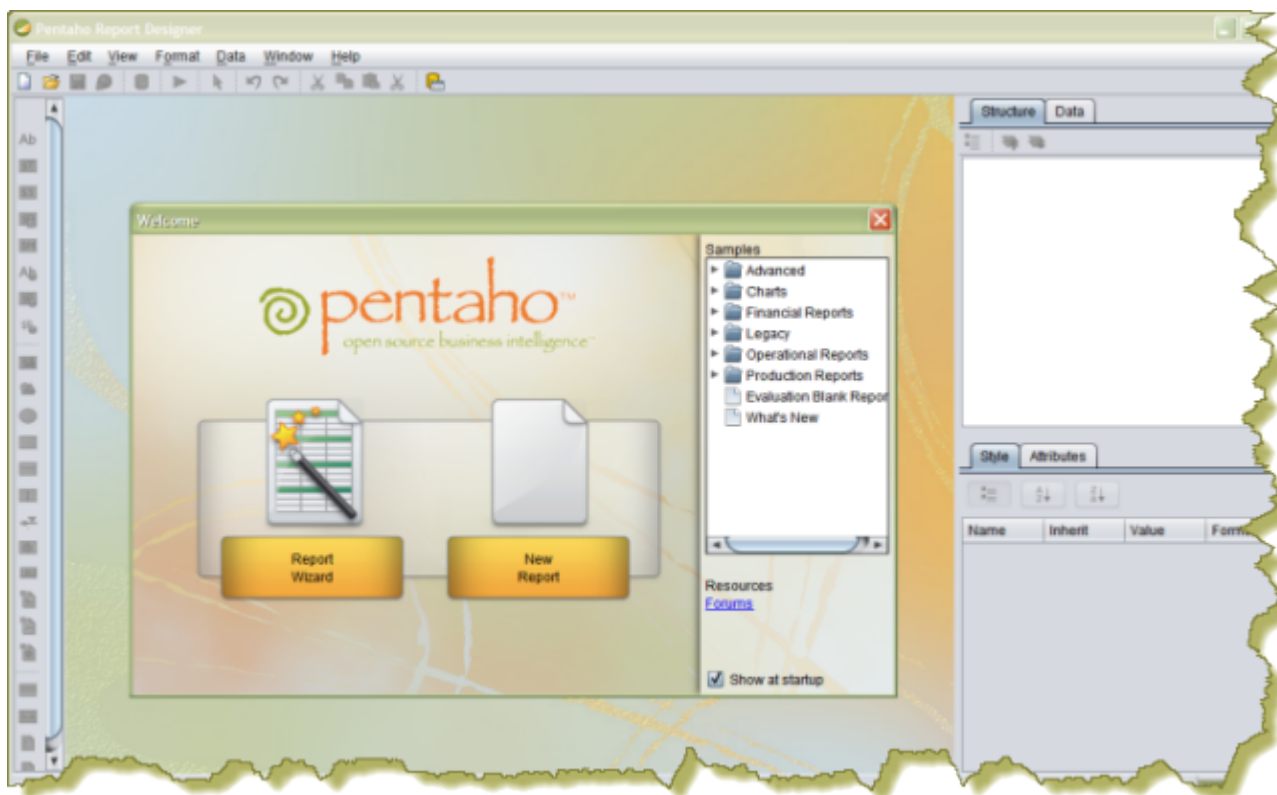 Pentaho Report Designer
File Edit View Format Data Window Help
Ab
Structure Data
Welcome
pentaho™
open source business intelligence™
Report
Wizard
New
Report
Samples
Advanced
Charts
Financial Reports
Legacy
Operational Reports
Production Reports
Evaluation Blank Repor
What's New
Resources
Forums
Show at startup
Style Attributes
Name Inherit Value Form